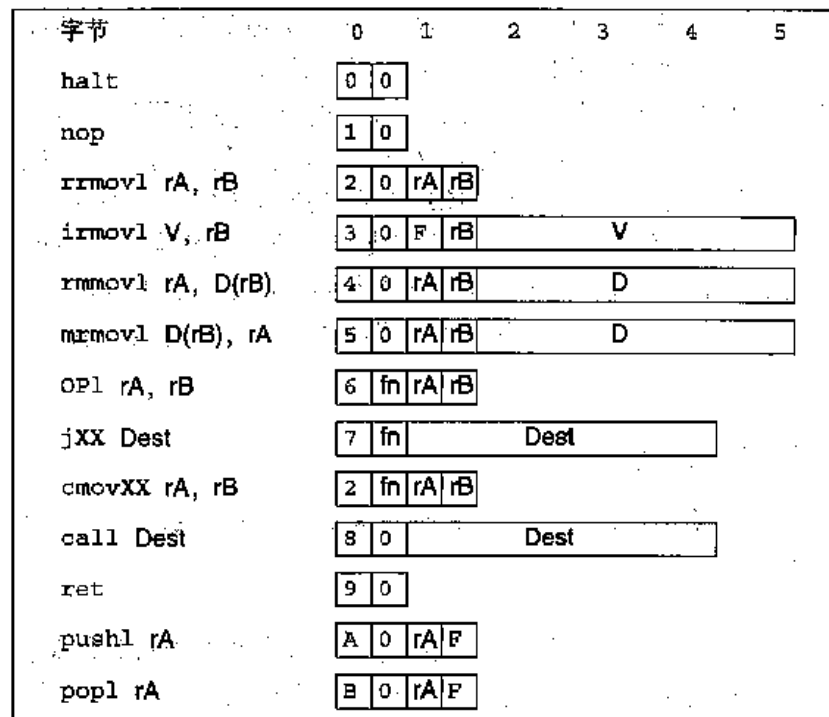 字节 0 1 2 3 4 5
halt 0 0
nop 1 0
rrmovl rA, rB 2 0 rA rB
irmovl V, rB 3 0 F rB V
rmmovl rA, D(rB) 4 0 rA rB D
mrmovl D(rB), rA 5 0 rA rB D
OPl rA, rB 6 fn rA rB
jXX Dest 7 fn Dest
cmovXX rA, rB 2 fn rA rB
call Dest 8 0 Dest
ret 9 0
pushl rA A 0 rA F
popl rA B 0 rA F